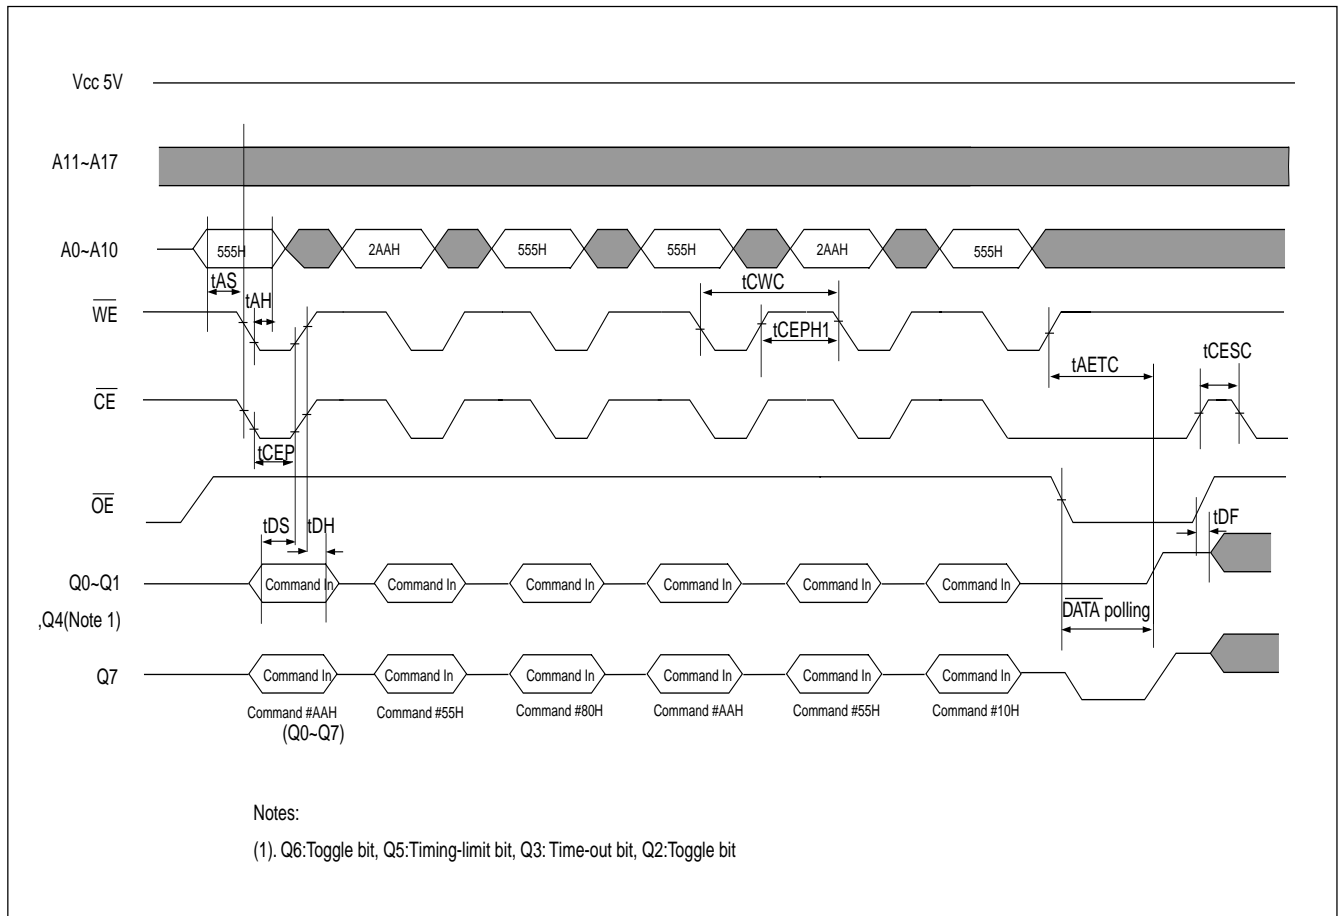 Vcc 5V
A11~A17
A0~A10
555H
2AAH
555H
555H
2AAH
555H
tAS
tAH
tCWC
WE
tCEPH1
tAETC
tCESC
CE
tCEP
OE
tDS
tDH
tDF
Q0~Q1
Command In
Command In
Command In
Command In
Command In
Command In
,Q4(Note 1)
DATA polling
Q7
Command In
Command In
Command In
Command In
Command In
Command In
Command #AAH
Command #55H
Command #80H
Command #AAH
Command #55H
Command #10H
(Q0~Q7)
Notes:
(1). Q6:Toggle bit, Q5:Timing-limit bit, Q3: Time-out bit, Q2:Toggle bit